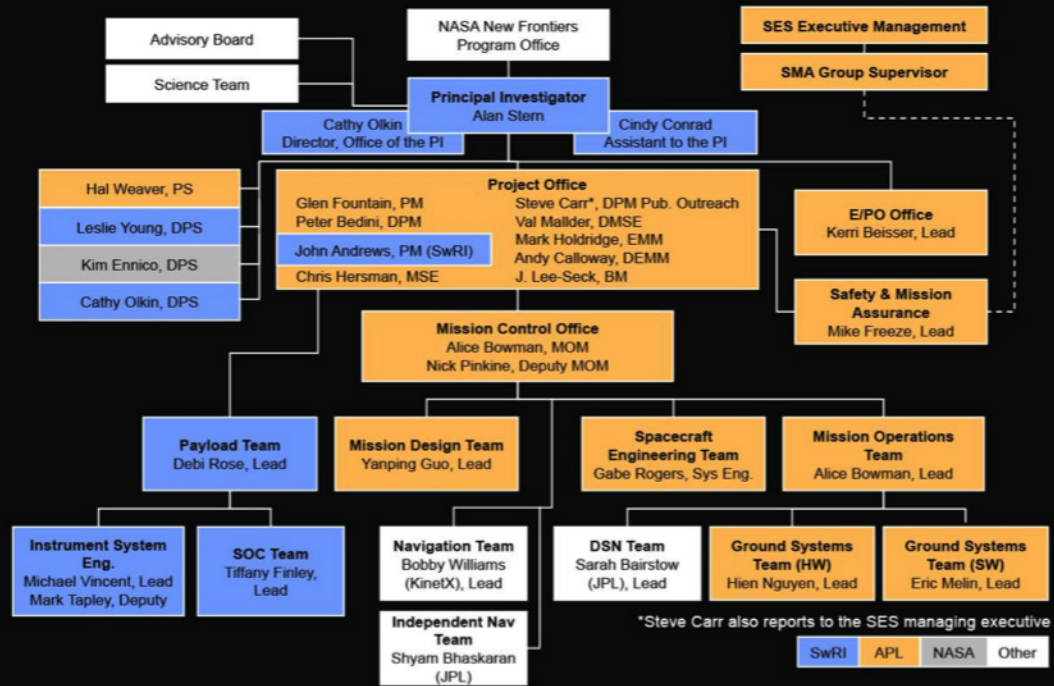 Advisory Board
Science Team
NASA New Frontiers
Program Office
SES Executive Management
SMA Group Supervisor
Principal Investigator
Alan Stern
Cathy Olkin
Director, Office of the PI
Cindy Conrad
Assistant to the PI
Hal Weaver, PS
Leslie Young, DPS
Kim Ennico, DPS
Cathy Olkin, DPS
Project Office
Glen Fountain, PM
Peter Bedini, DPM
John Andrews, PM (SwRI)
Chris Hersman, MSE
Steve Carr*, DPM Pub. Outreach
Val Mallder, DMSE
Mark Holdridge, EMM
Andy Calloway, DEMM
J. Lee-Seck, BM
E/PO Office
Kerri Beisser, Lead
Safety & Mission
Assurance
Mike Freeze, Lead
Mission Control Office
Alice Bowman, MOM
Nick Pinkine, Deputy MOM
Payload Team
Debi Rose, Lead
Mission Design Team
Yanping Guo, Lead
Spacecraft
Engineering Team
Gabe Rogers, Sys Eng.
Mission Operations
Team
Alice Bowman, Lead
Instrument System
Eng.
Michael Vincent, Lead
Mark Tapley, Deputy
SOC Team
Tiffany Finley,
Lead
Navigation Team
Bobby Williams
(KinetX), Lead
Independent Nav
Team
Shyam Bhaskaran
(JPL)
DSN Team
Sarah Bairstow
(JPL), Lead
Ground Systems
Team (HW)
Hien Nguyen, Lead
Ground Systems
Team (SW)
Eric Melin, Lead
*Steve Carr also reports to the SES managing executive
SwRI
APL
NASA
Other